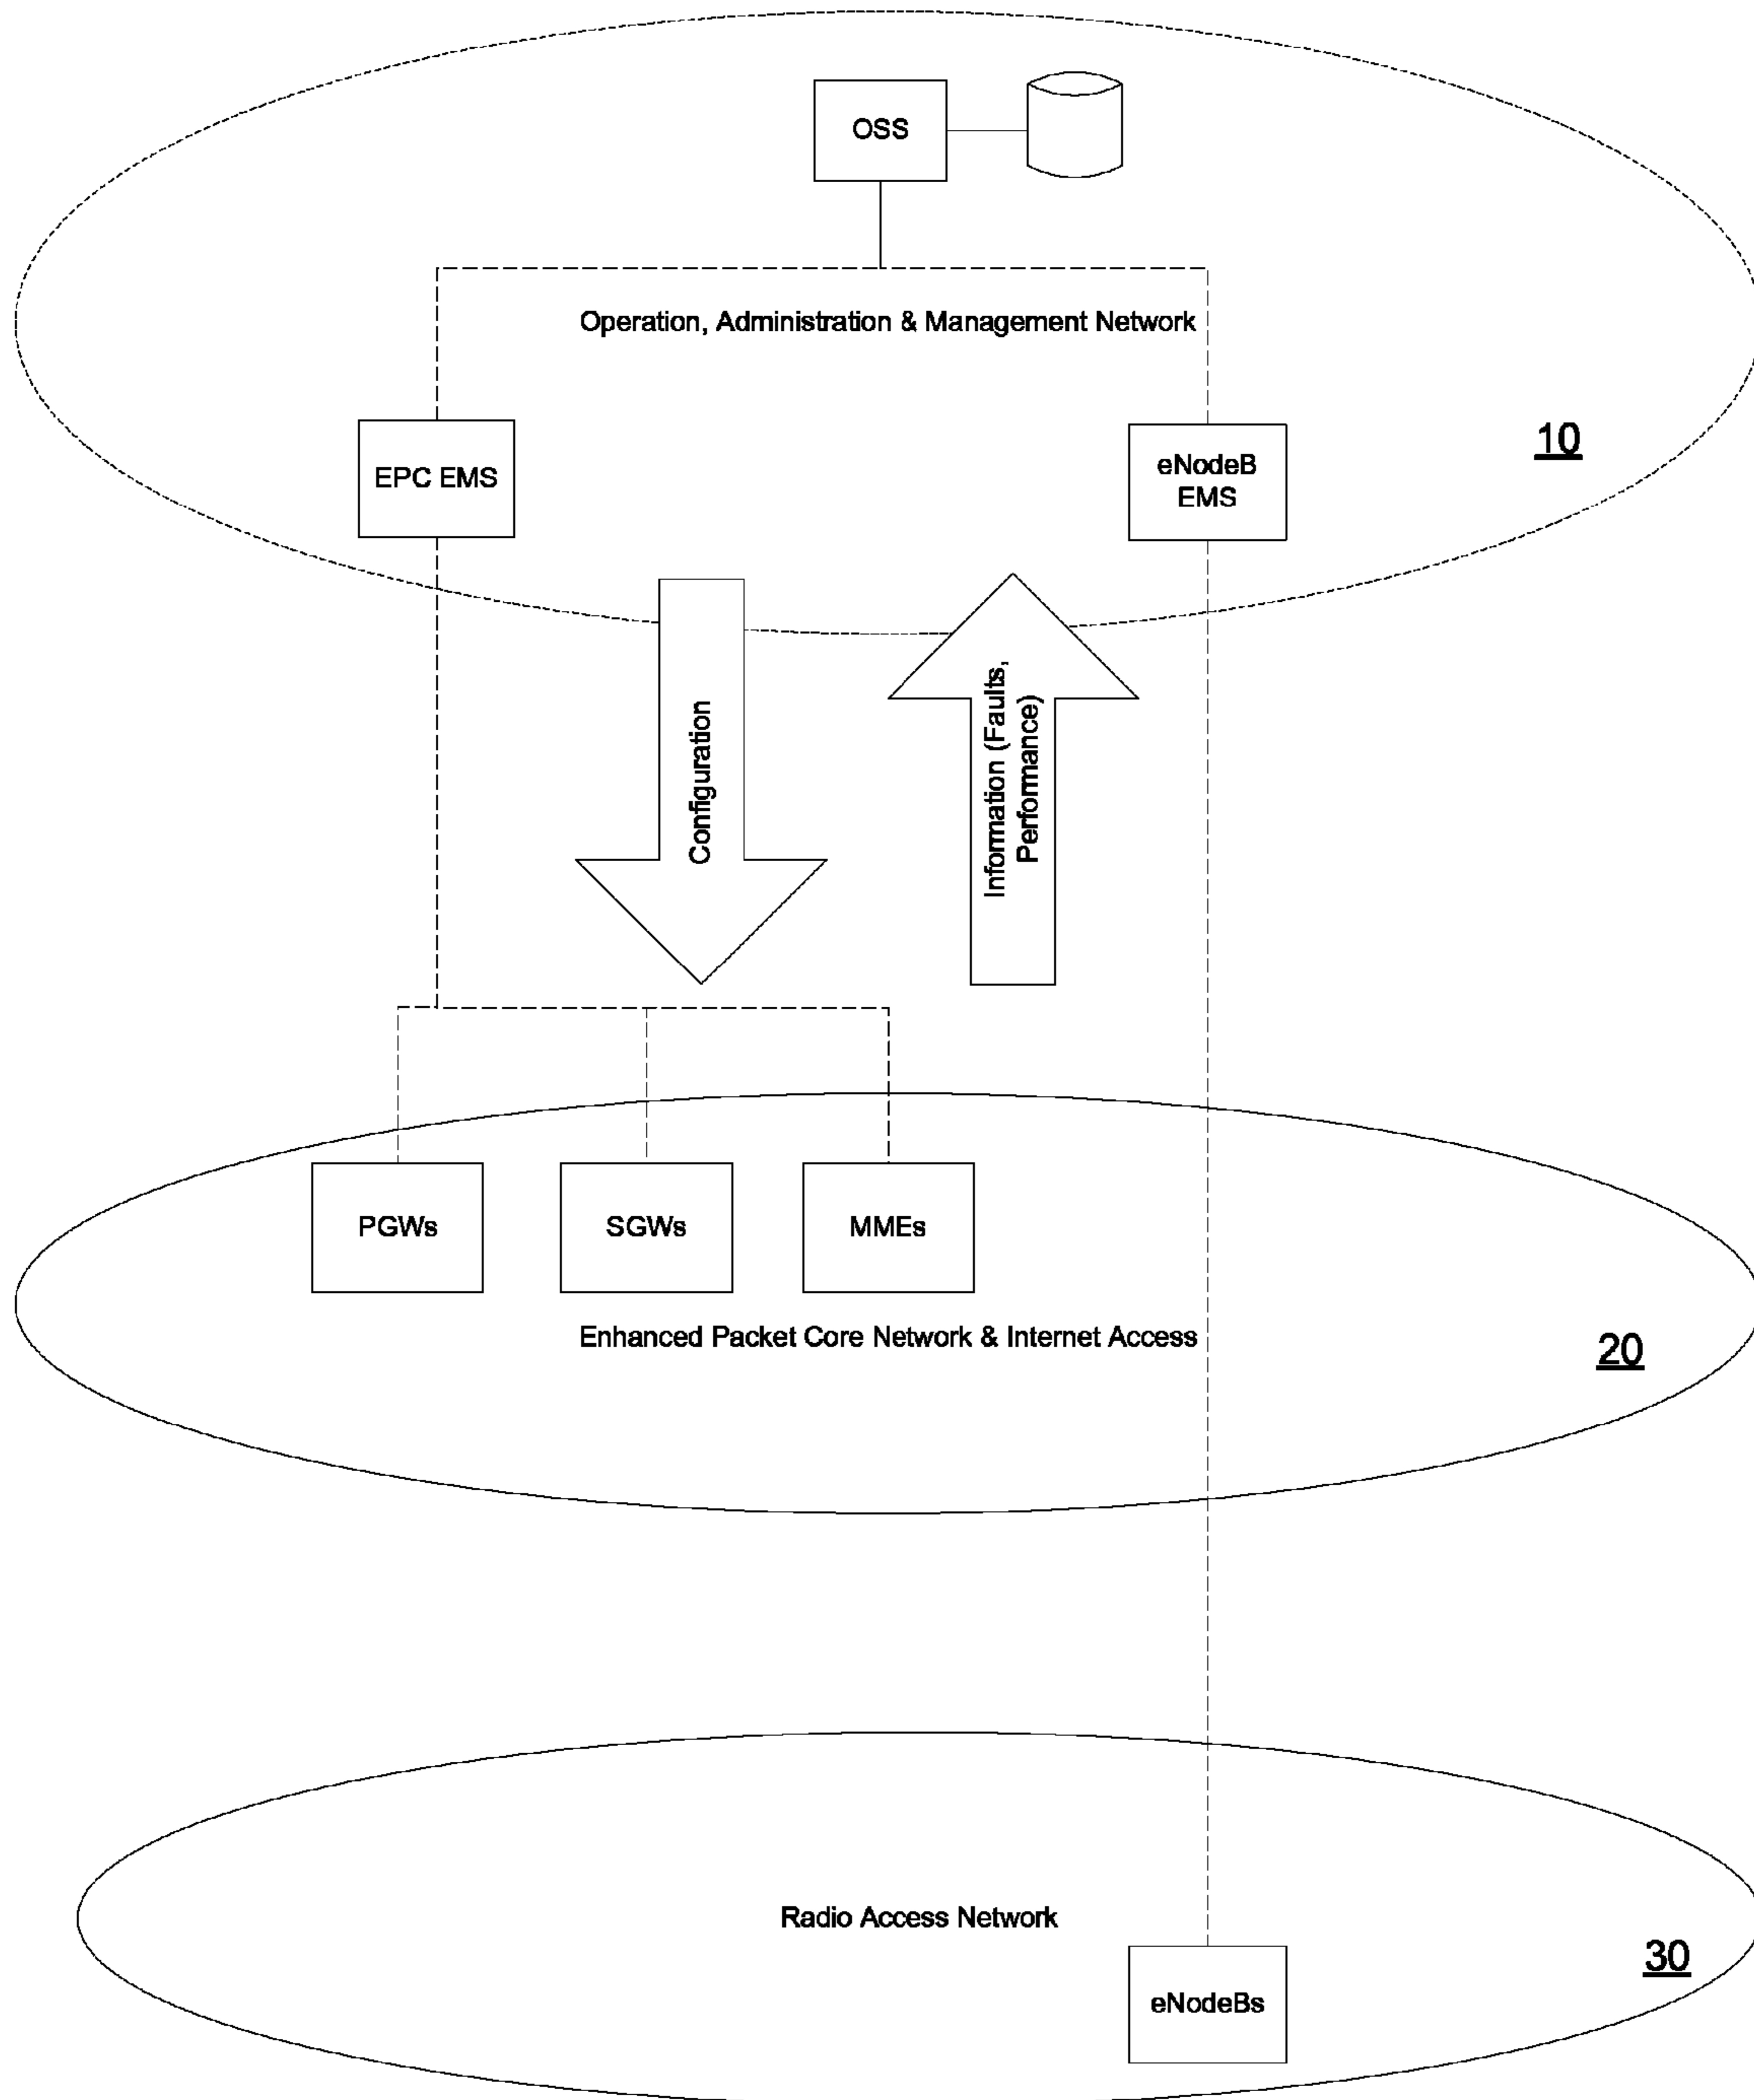 OSS
Operation, Administration & Management Network
EPC EMS
eNodeB
EMS
10
Configuration
Information (Faults,
Performance)
PGWs
SGWs
MMEs
Enhanced Packet Core Network & Internet Access
20
Radio Access Network
30
eNodeBs